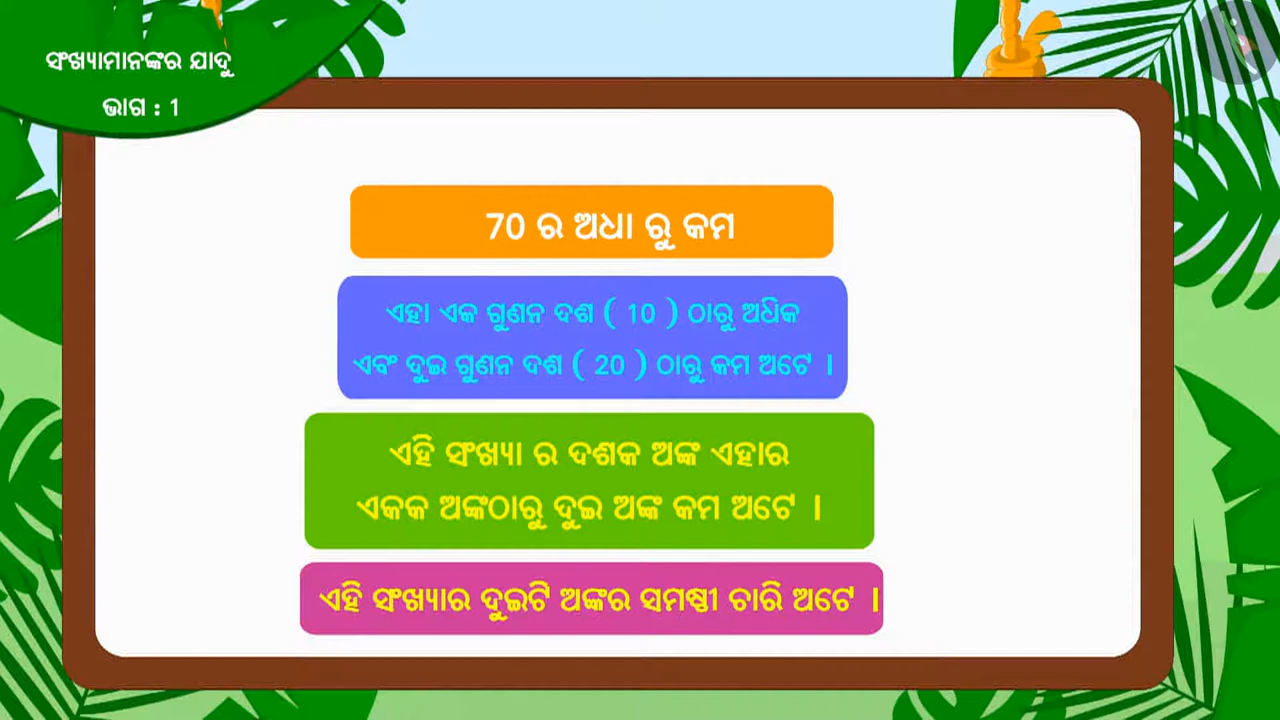 ସଂଖ୍ୟାମାନଙ୍କର ଯାଦୁ
ଭାଗ : 1
70 ର ଅଧା ରୁ କମ
ଏହା ଏକ ଗୁଣନ ଦଶ ( 10 ) ଠାରୁ ଅଧିକ
ଏବଂ ଦୁଇ ଗୁଣନ ଦଶ ( 20 ) ଠାରୁ କମ ଅଟେ ।
ଏହି ସଂଖ୍ୟା ର ଦଶକ ଅଙ୍କ ଏହାର
ଏକକ ଅଙ୍କଠାରୁ ଦୁଇ ଅଙ୍କ କମ ଅଟେ ।
ଏହି ସଂଖ୍ୟାର ଦୁଇଟି ଅଙ୍କର ସମଷ୍ଟୀ ଚାରି ଅଟେ ।